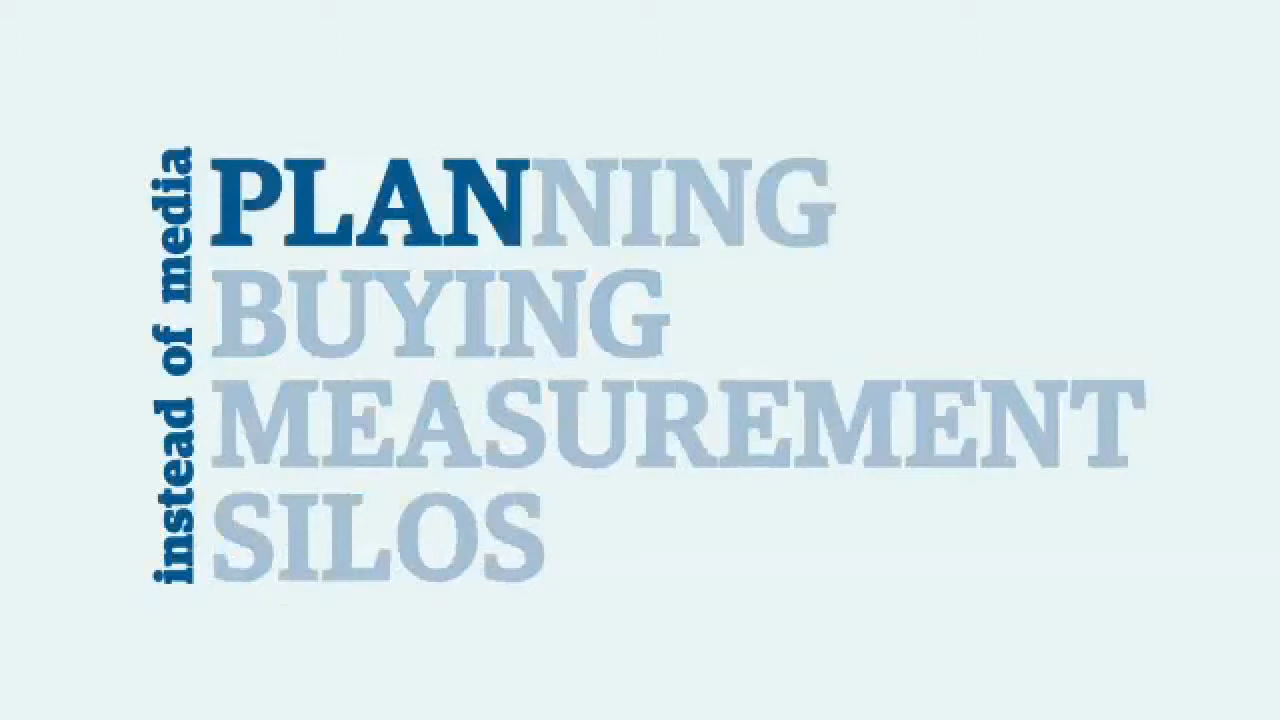 instead of media
PLANNING
BUYING
MEASUREMENT
SILOS